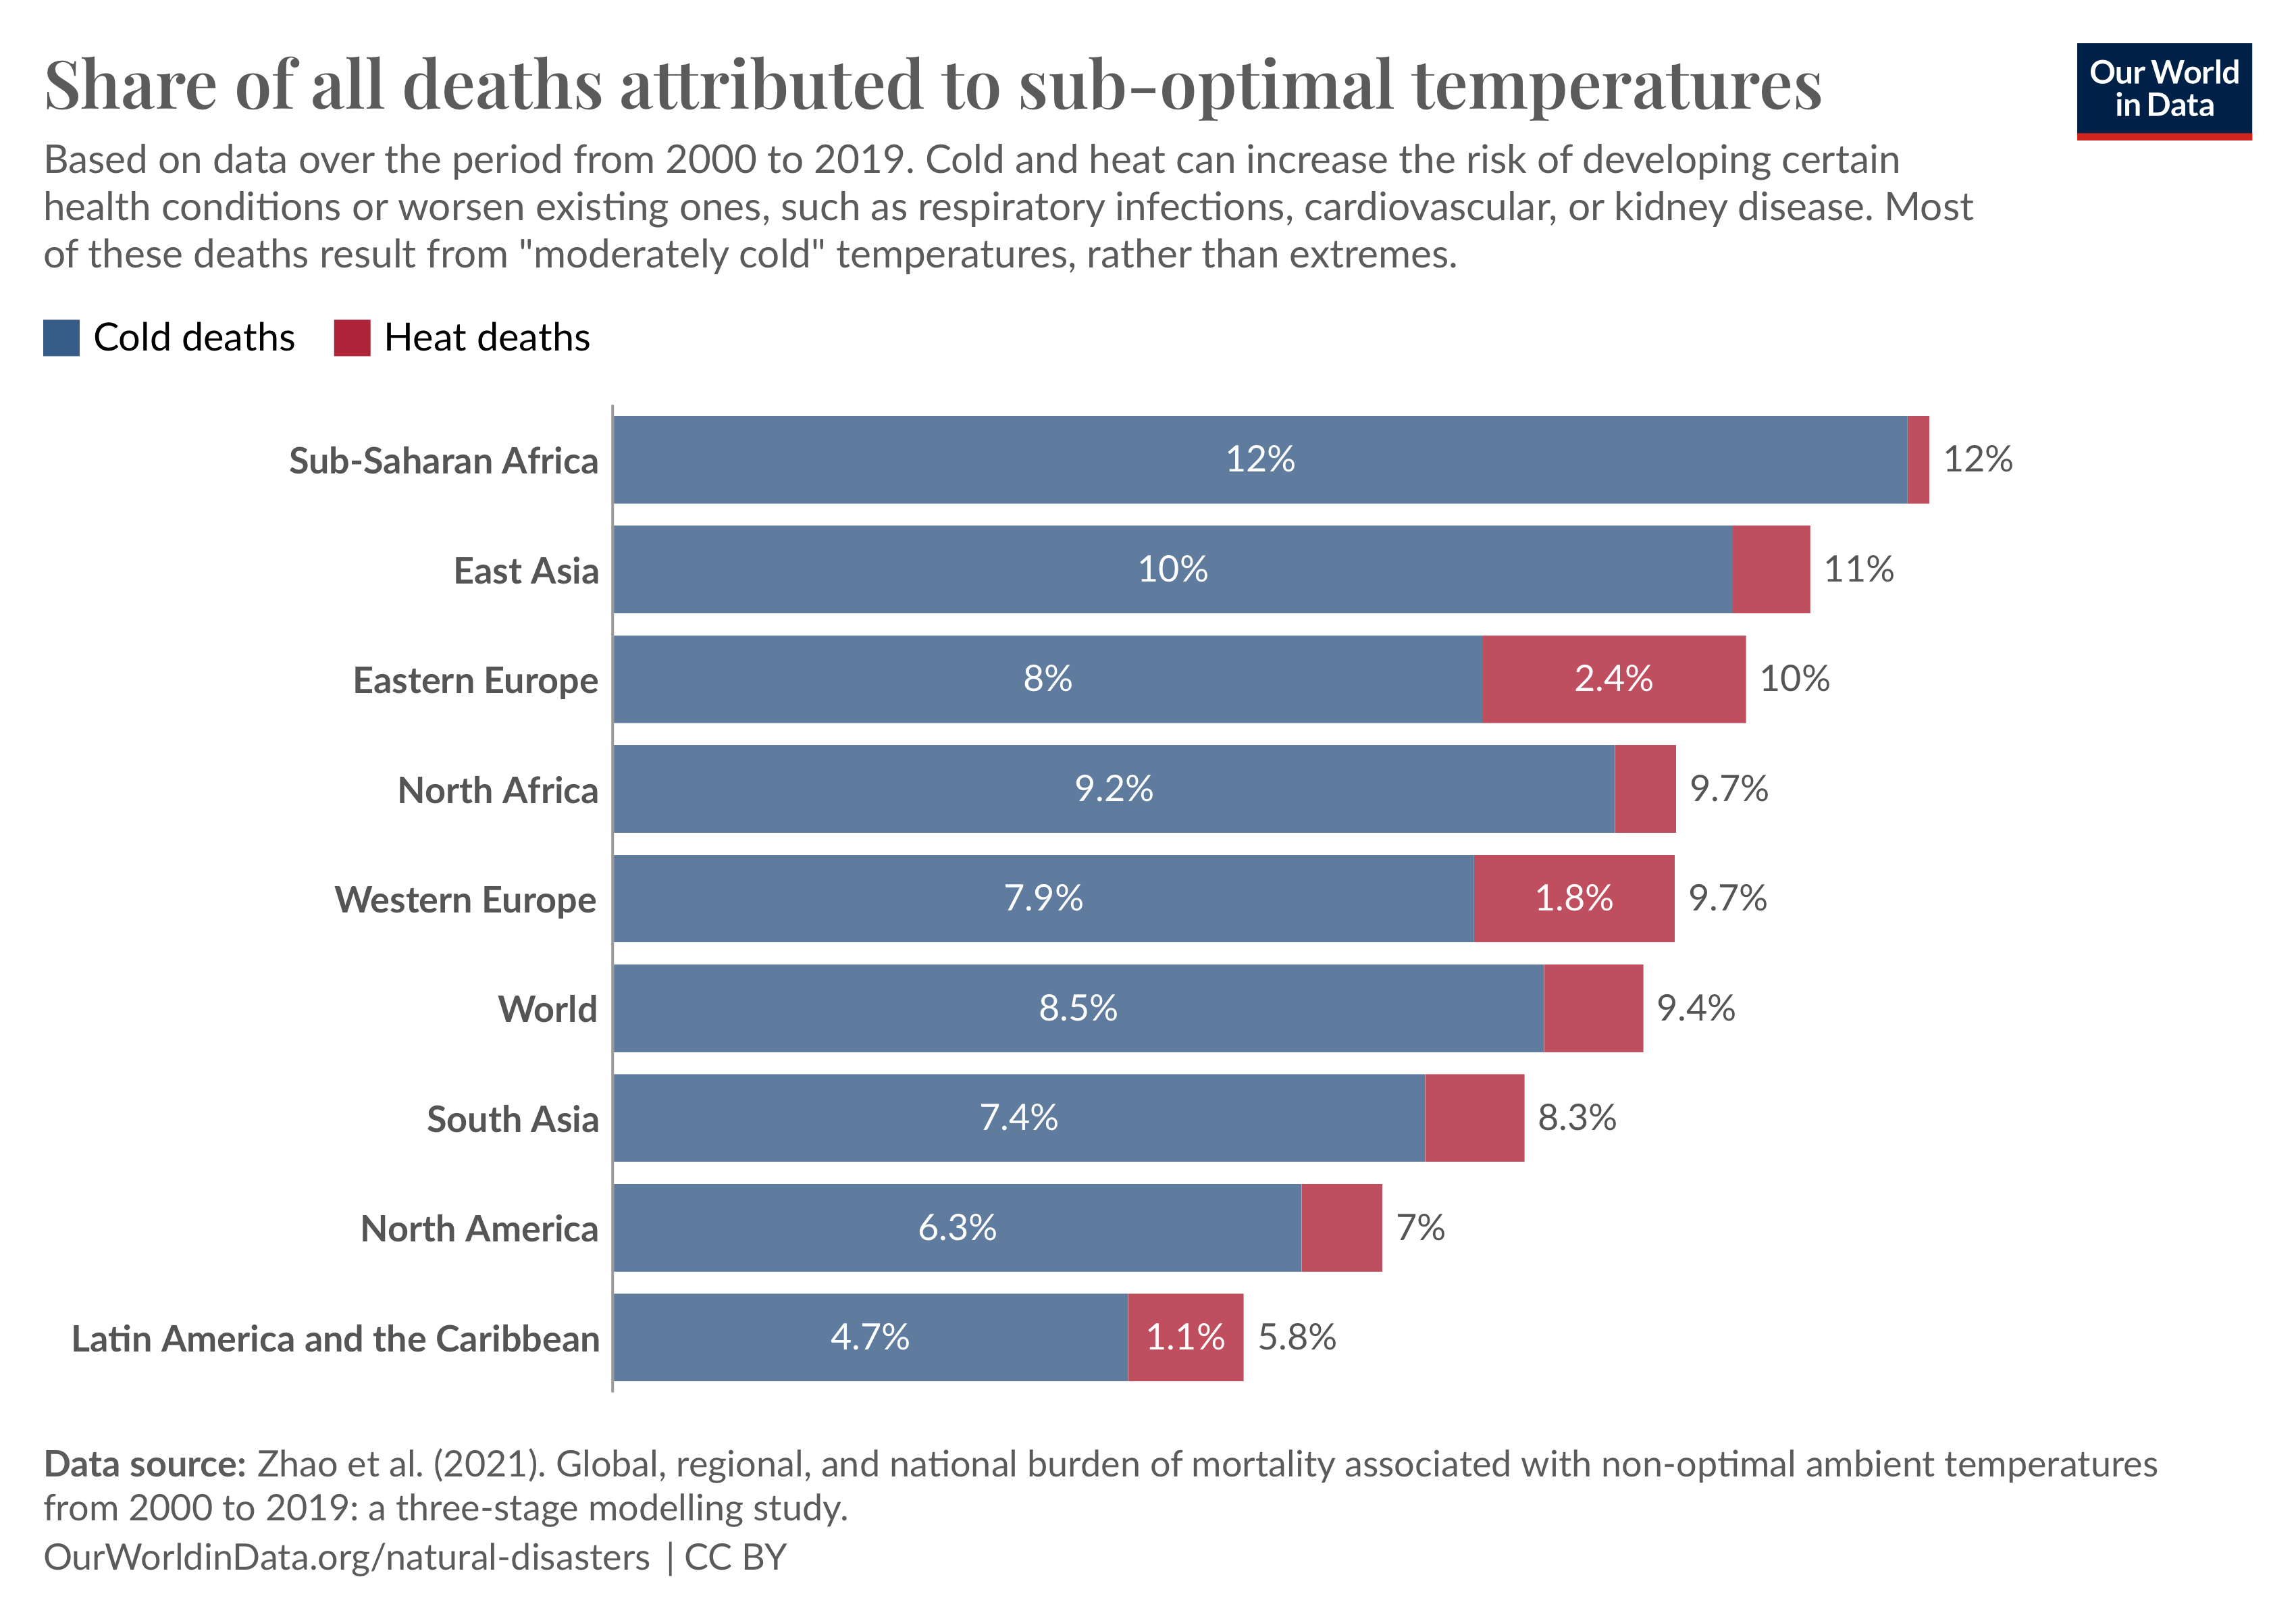 Share of all deaths attributed to sub-optimal temperatures
Our World
in Data
Based on data over the period from 2000 to 2019. Cold and heat can increase the risk of developing certain
health conditions or worsen existing ones, such as respiratory infections, cardiovascular, or kidney disease. Most
of these deaths result from "moderately cold" temperatures, rather than extremes.
Cold deaths Heat deaths
Sub-Saharan Africa 12% 12%
East Asia 10% 11%
Eastern Europe 8% 2.4% 10%
North Africa 9.2% 9.7%
Western Europe 7.9% 1.8% 9.7%
World 8.5% 9.4%
South Asia 7.4% 8.3%
North America 6.3% 7%
Latin America and the Caribbean 4.7% 1.1% 5.8%
Data source: Zhao et al. (2021). Global, regional, and national burden of mortality associated with non-optimal ambient temperatures
from 2000 to 2019: a three-stage modelling study.
OurWorldinData.org/natural-disasters | CC BY